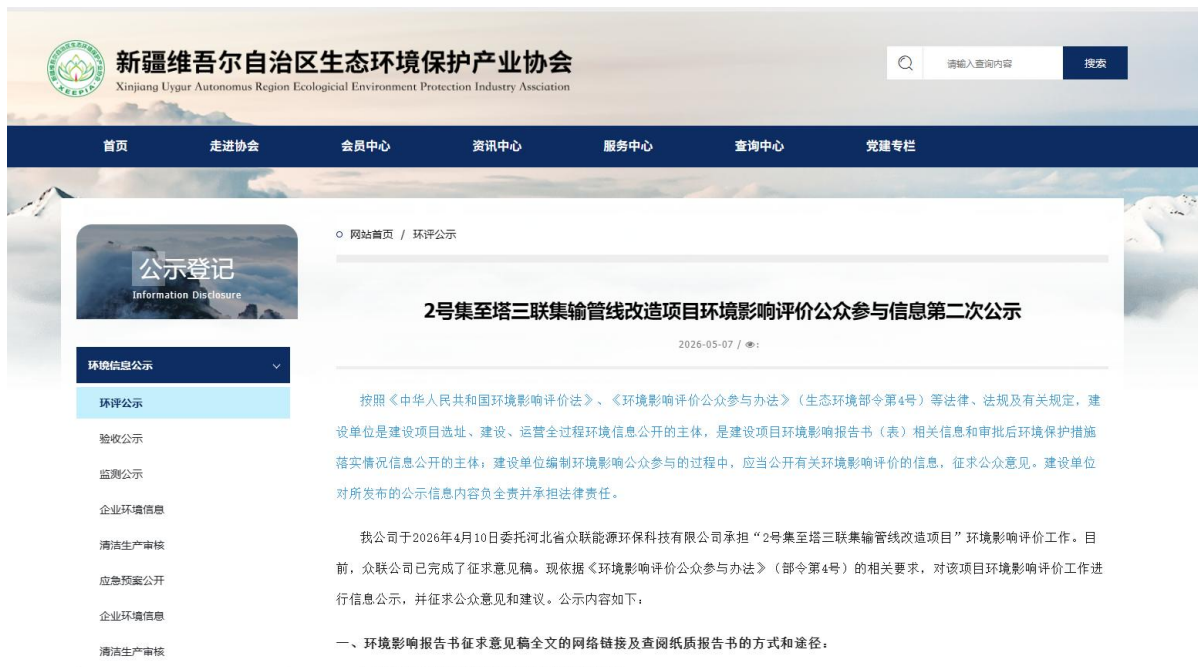 新疆维吾尔自治区生态环境保护产业协会
Xinjiang Uygur Autonomus Region Ecologicial Environment Protection Industry Assciation
XEEPIA
请输入查询内容
搜索
首页 走进协会 会员中心 资讯中心 服务中心 查询中心 党建专栏
公示登记
Information Disclosure
环境信息公示
环评公示
验收公示
监测公示
企业环境信息
清洁生产审核
应急预案公开
企业环境信息
清洁生产审核
网站首页 / 环评公示
2号集至塔三联集输管线改造项目环境影响评价公众参与信息第二次公示
2026-05-07 / :
按照《中华人民共和国环境影响评价法》、《环境影响评价公众参与办法》（生态环境部令第4号）等法律、法规及有关规定，建
设单位是建设项目选址、建设、运营全过程环境信息公开的主体，是建设项目环境影响报告书（表）相关信息和审批后环境保护措施
落实情况信息公开的主体；建设单位编制环境影响公众参与的过程中，应当公开有关环境影响评价的信息，征求公众意见。建设单位
对所发布的公示信息内容负全责并承担法律责任。
我公司于2026年4月10日委托河北省众联能源环保科技有限公司承担“2号集至塔三联集输管线改造项目”环境影响评价工作。目
前，众联公司已完成了征求意见稿。现依据《环境影响评价公众参与办法》（部令第4号）的相关要求，对该项目环境影响评价工作进
行信息公示，并征求公众意见和建议。公示内容如下：
一、环境影响报告书征求意见稿全文的网络链接及查阅纸质报告书的方式和途径：